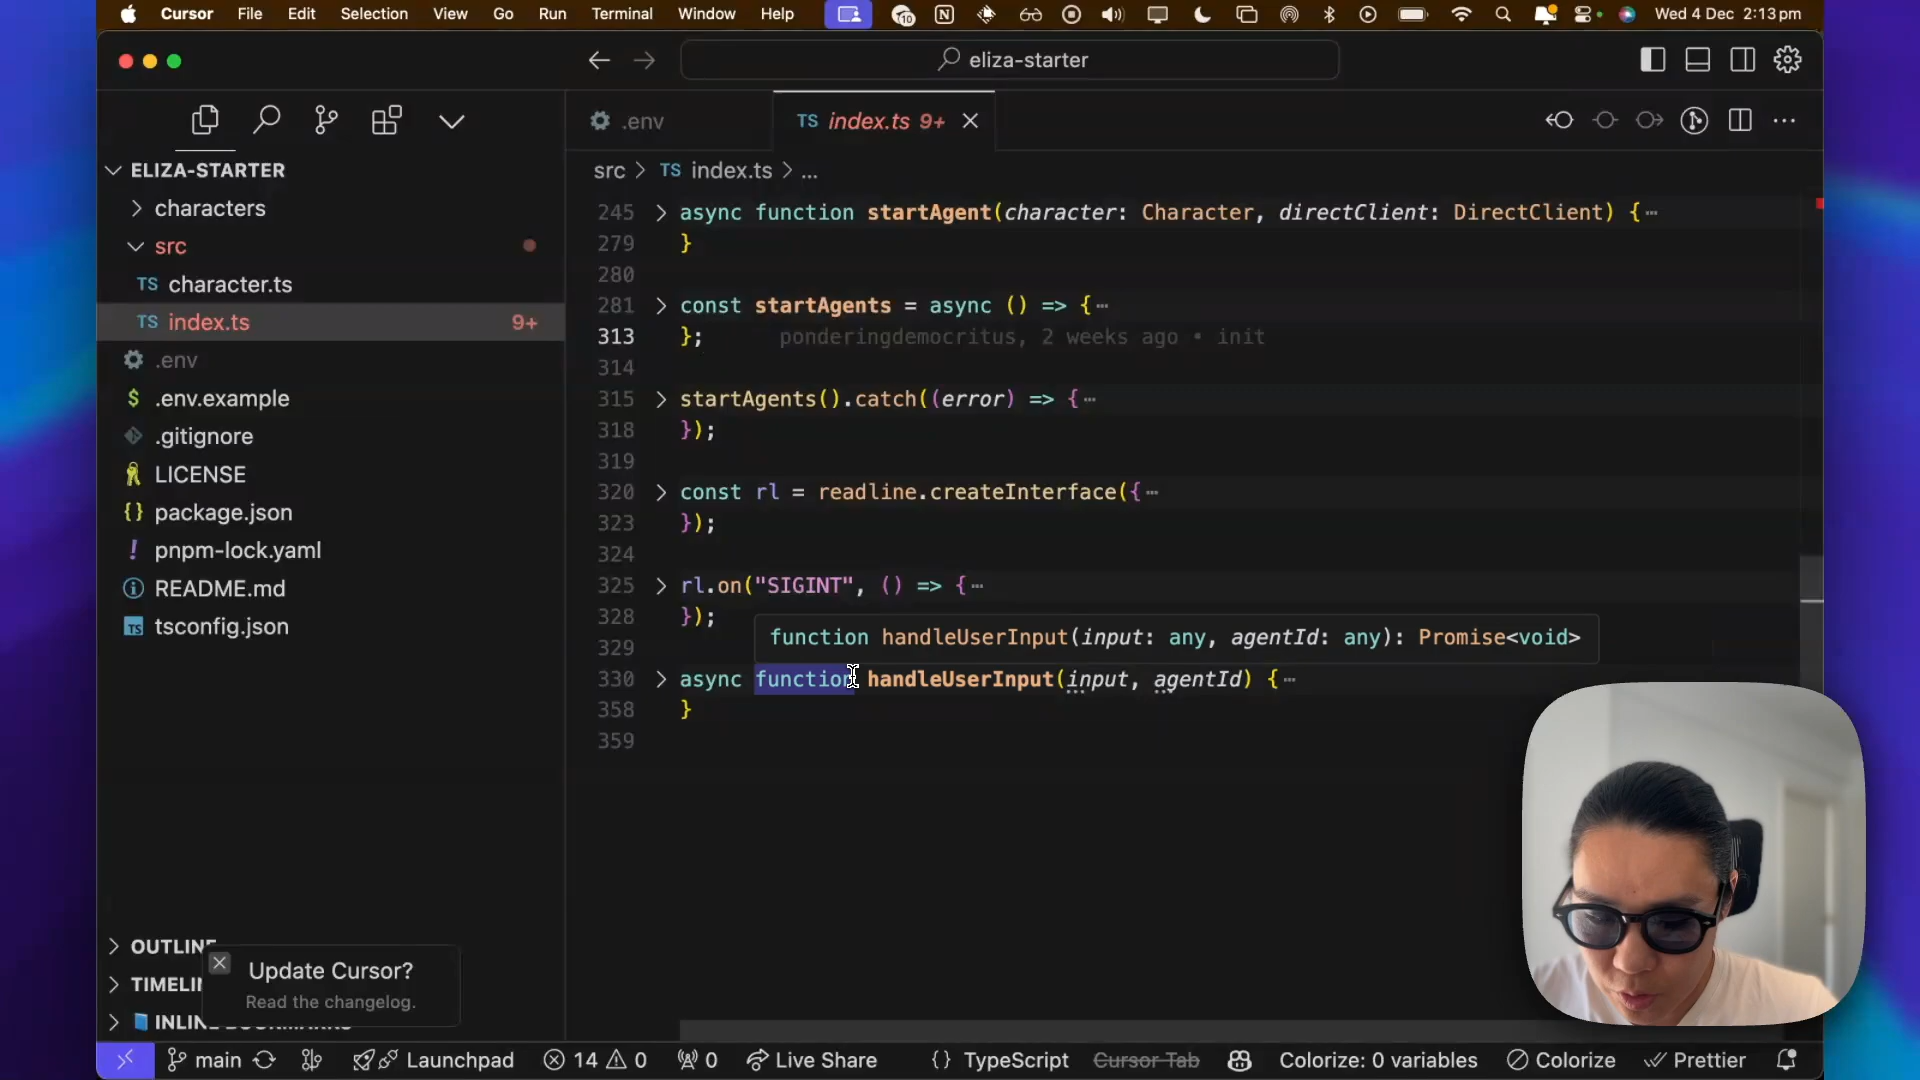 Cursor File Edit Selection View Go Run Terminal Window Help 10 Wed 4 Dec 2:13 pm
eliza-starter
.env
TS index.ts 9+
ELIZA-STARTER
characters
src
TS character.ts
TS index.ts 9+
.env
$ .env.example
.gitignore
LICENSE
{} package.json
! pnpm-lock.yaml
README.md
TS tsconfig.json
OUTLINE
TIMELI
INLI
Update Cursor?
Read the changelog.
src > TS index.ts > ...
245 async function startAgent(character: Character, directClient: DirectClient) {…
279 }
280
281 const startAgents = async () => {…
313 }; ponderingdemocritus, 2 weeks ago • init
314
315 startAgents().catch((error) => {…
318 });
319
320 const rl = readline.createInterface({…
323 });
324
325 rl.on("SIGINT", () => {…
328 });
function handleUserInput(input: any, agentId: any): Promise<void>
329
330 async function handleUserInput(input, agentId) {…
358 }
359
main Launchpad 14 0 0 Live Share {} TypeScript Cursor Tab Colorize: 0 variables Colorize Prettier